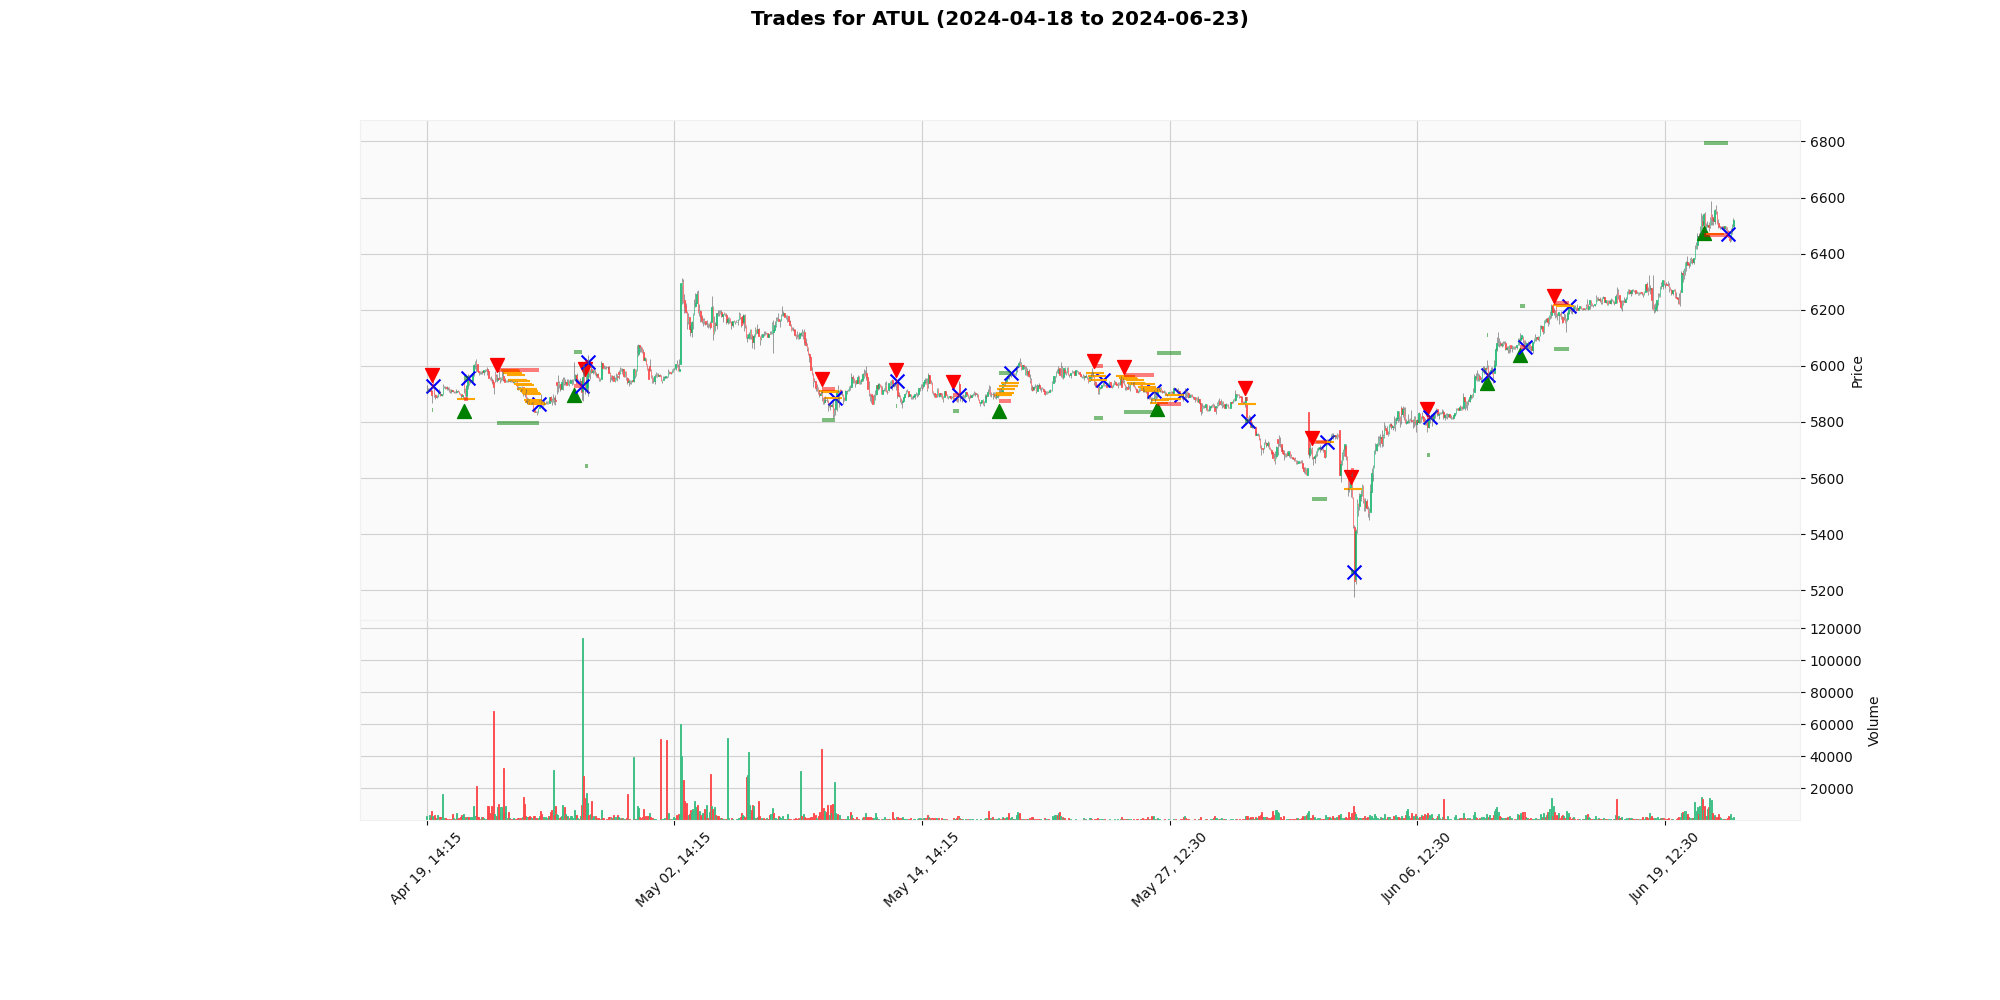 Trades for ATUL (2024-04-18 to 2024-06-23)
6800
6600
6400
6200
6000
5800
5600
5400
5200
Price
120000
100000
80000
60000
40000
20000
Volume
Apr 19, 14:15
May 02, 14:15
May 14, 14:15
May 27, 12:30
Jun 06, 12:30
Jun 19, 12:30